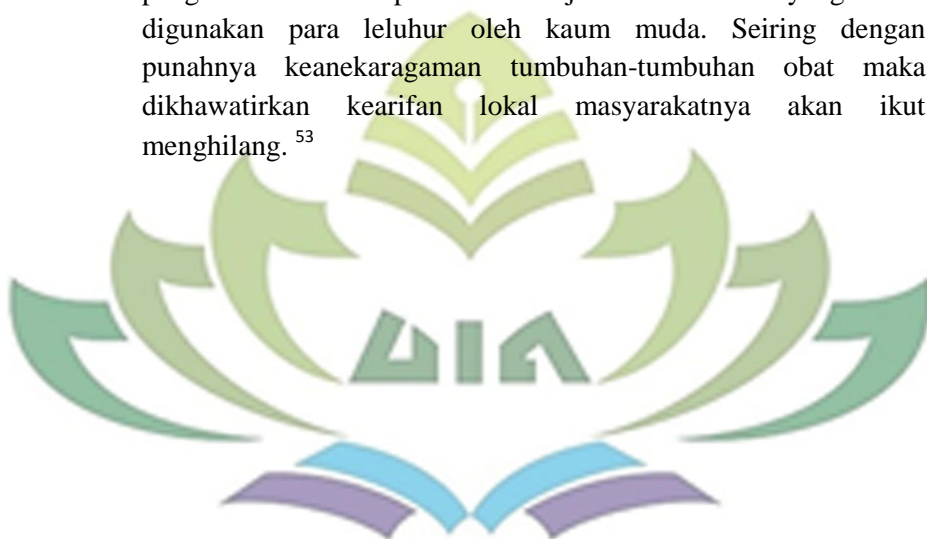 digunakan para leluhur oleh kaum muda. Seiring dengan
punahnya keanekaragaman tumbuhan-tumbuhan obat maka
dikhawatirkan kearifan lokal masyarakatnya akan ikut
menghilang. 53
UIN